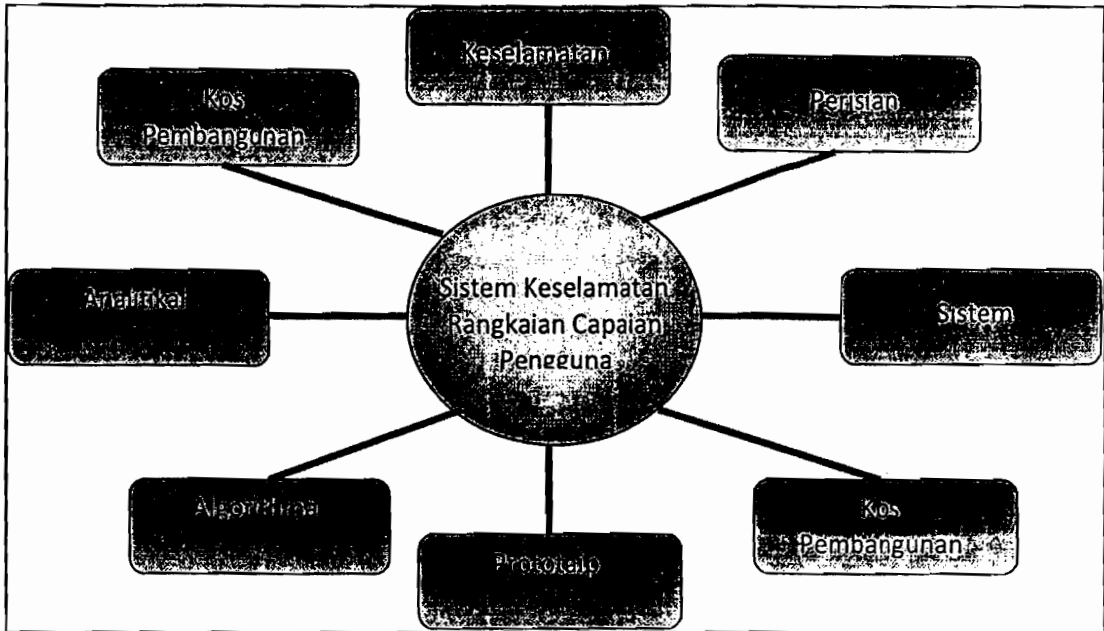 Keselamatan
Kos
Pembangunan
Perisian
Analitikal
Sistem Keselamatan
Rangkaian Capaian
Pengguna
Sistem
Algorithma
Prototaip
Kos
Pembangunan